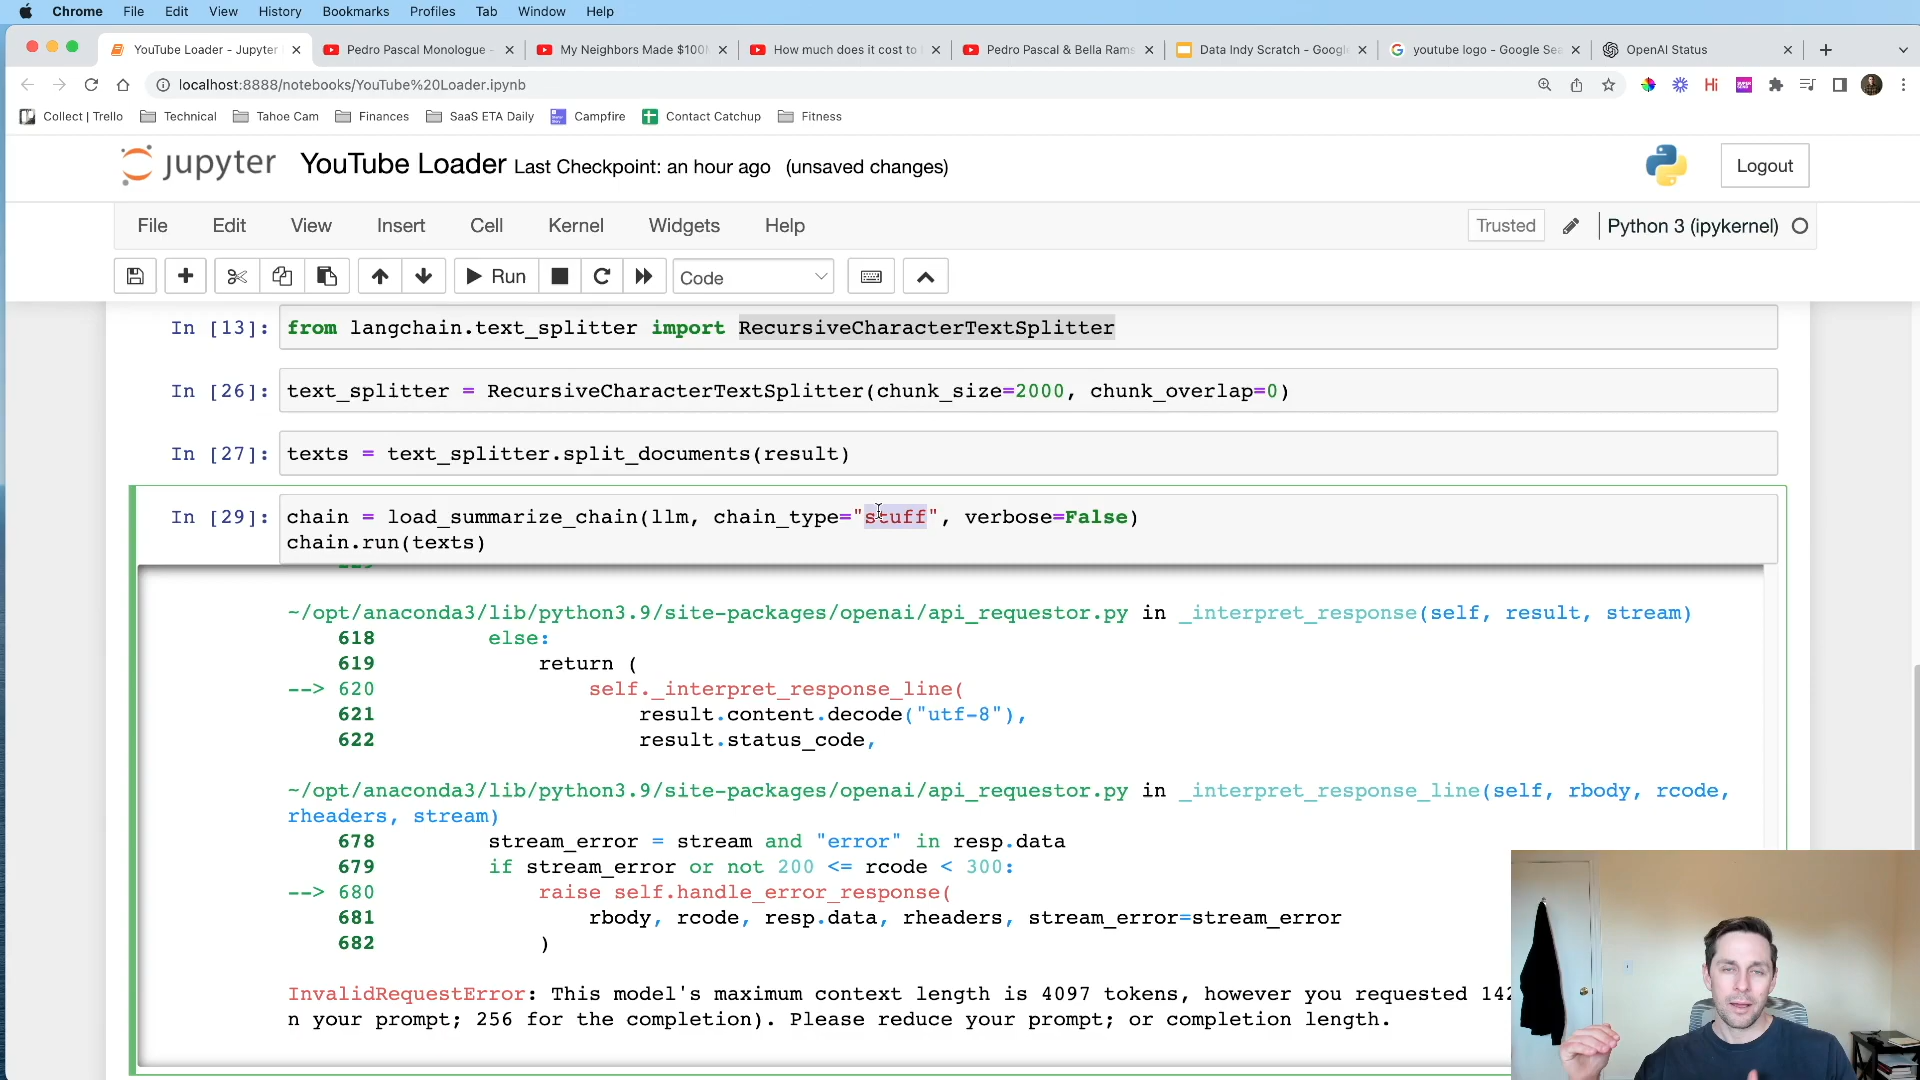 Chrome File Edit View History Bookmarks Profiles Tab Window Help
YouTube Loader - Jupyter
Pedro Pascal Monologue -
My Neighbors Made $100
How much does it cost to
Pedro Pascal & Bella Rams
Data Indy Scratch - Google
youtube logo - Google Sea
OpenAI Status
localhost:8888/notebooks/YouTube%20Loader.ipynb
Hi
Collect | Trello Technical Tahoe Cam Finances SaaS ETA Daily Campfire Contact Catchup Fitness
jupyter YouTube Loader Last Checkpoint: an hour ago (unsaved changes) Logout
File Edit View Insert Cell Kernel Widgets Help Trusted Python 3 (ipykernel)
Run Code
In [13]: from langchain.text_splitter import RecursiveCharacterTextSplitter
In [26]: text_splitter = RecursiveCharacterTextSplitter(chunk_size=2000, chunk_overlap=0)
In [27]: texts = text_splitter.split_documents(result)
In [29]: chain = load_summarize_chain(llm, chain_type="stuff", verbose=False)
chain.run(texts)
~/opt/anaconda3/lib/python3.9/site-packages/openai/api_requestor.py in _interpret_response(self, result, stream)
618 else:
619 return (
--> 620 self._interpret_response_line(
621 result.content.decode("utf-8"),
622 result.status_code,
~/opt/anaconda3/lib/python3.9/site-packages/openai/api_requestor.py in _interpret_response_line(self, rbody, rcode,
rheaders, stream)
678 stream_error = stream and "error" in resp.data
679 if stream_error or not 200 <= rcode < 300:
--> 680 raise self.handle_error_response(
681 rbody, rcode, resp.data, rheaders, stream_error=stream_error
682 )
InvalidRequestError: This model's maximum context length is 4097 tokens, however you requested 142
n your prompt; 256 for the completion). Please reduce your prompt; or completion length.